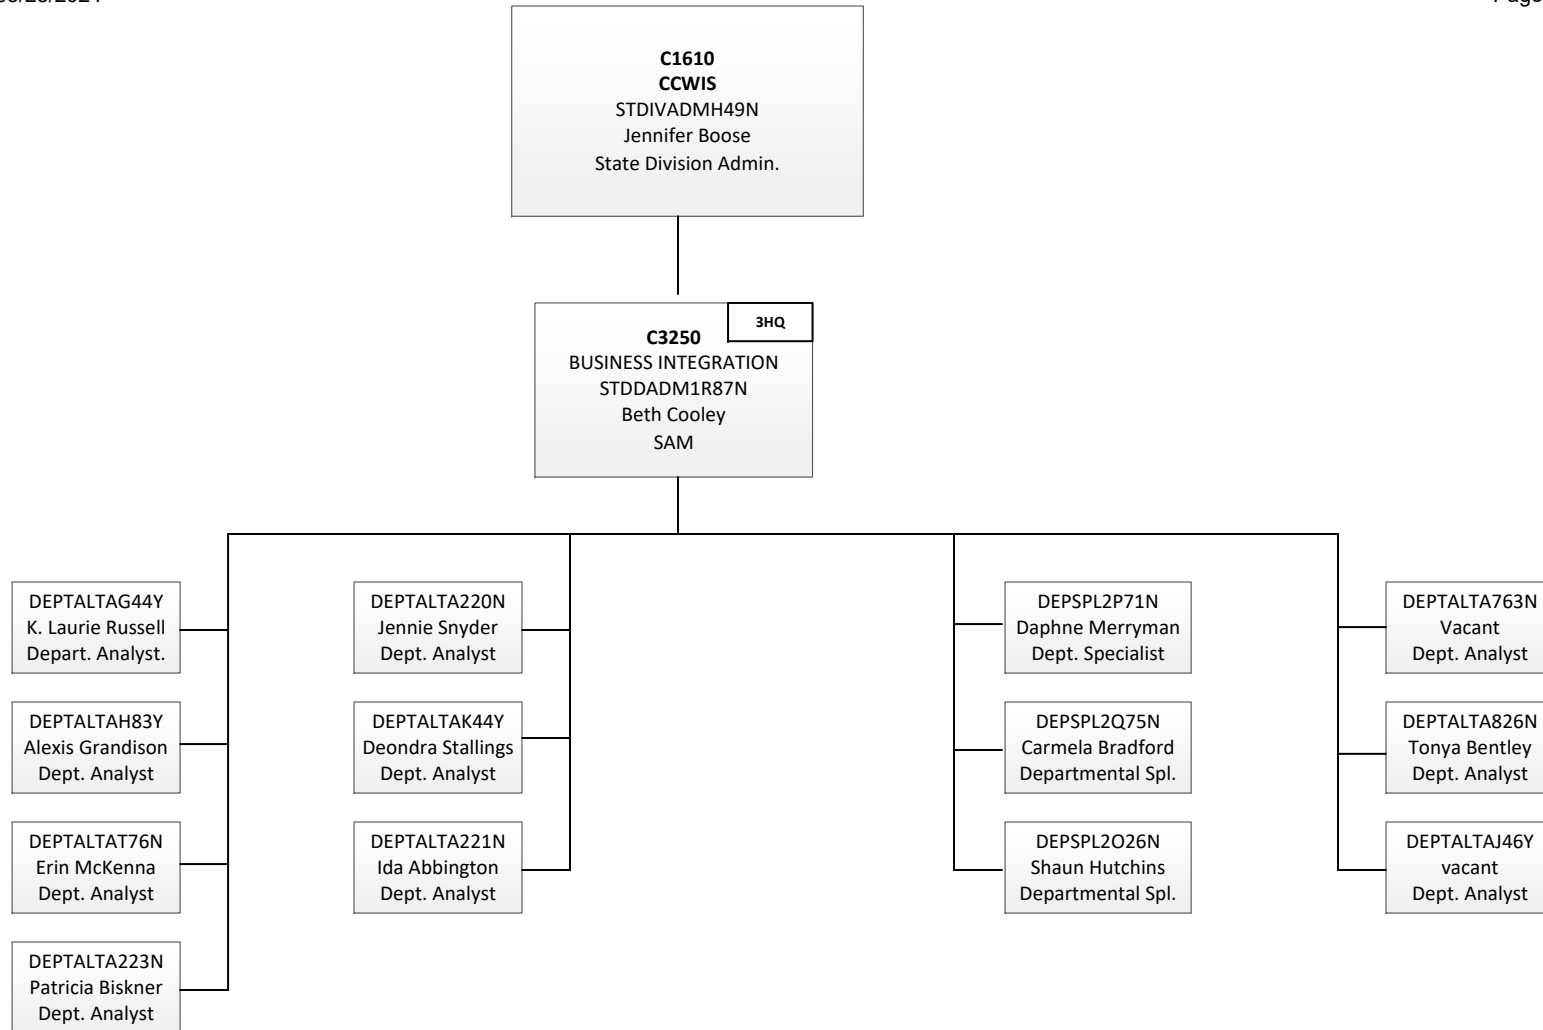 C1610
CCWIS
STDIVADMH49N
Jennifer Boose
State Division Admin.
3HQ
C3250
BUSINESS INTEGRATION
STDDADM1R87N
Beth Cooley
SAM
DEPTALTAG44Y
K. Laurie Russell
Depart. Analyst.
DEPTALTAH83Y
Alexis Grandison
Dept. Analyst
DEPTALTAT76N
Erin McKenna
Dept. Analyst
DEPTALTA223N
Patricia Biskner
Dept. Analyst
DEPTALTA220N
Jennie Snyder
Dept. Analyst
DEPTALTAK44Y
Deondra Stallings
Dept. Analyst
DEPTALTA221N
Ida Abbington
Dept. Analyst
DEPSPL2P71N
Daphne Merryman
Dept. Specialist
DEPSPL2Q75N
Carmela Bradford
Departmental Spl.
DEPSPL2O26N
Shaun Hutchins
Departmental Spl.
DEPTALTA763N
Vacant
Dept. Analyst
DEPTALTA826N
Tonya Bentley
Dept. Analyst
DEPTALTAJ46Y
vacant
Dept. Analyst